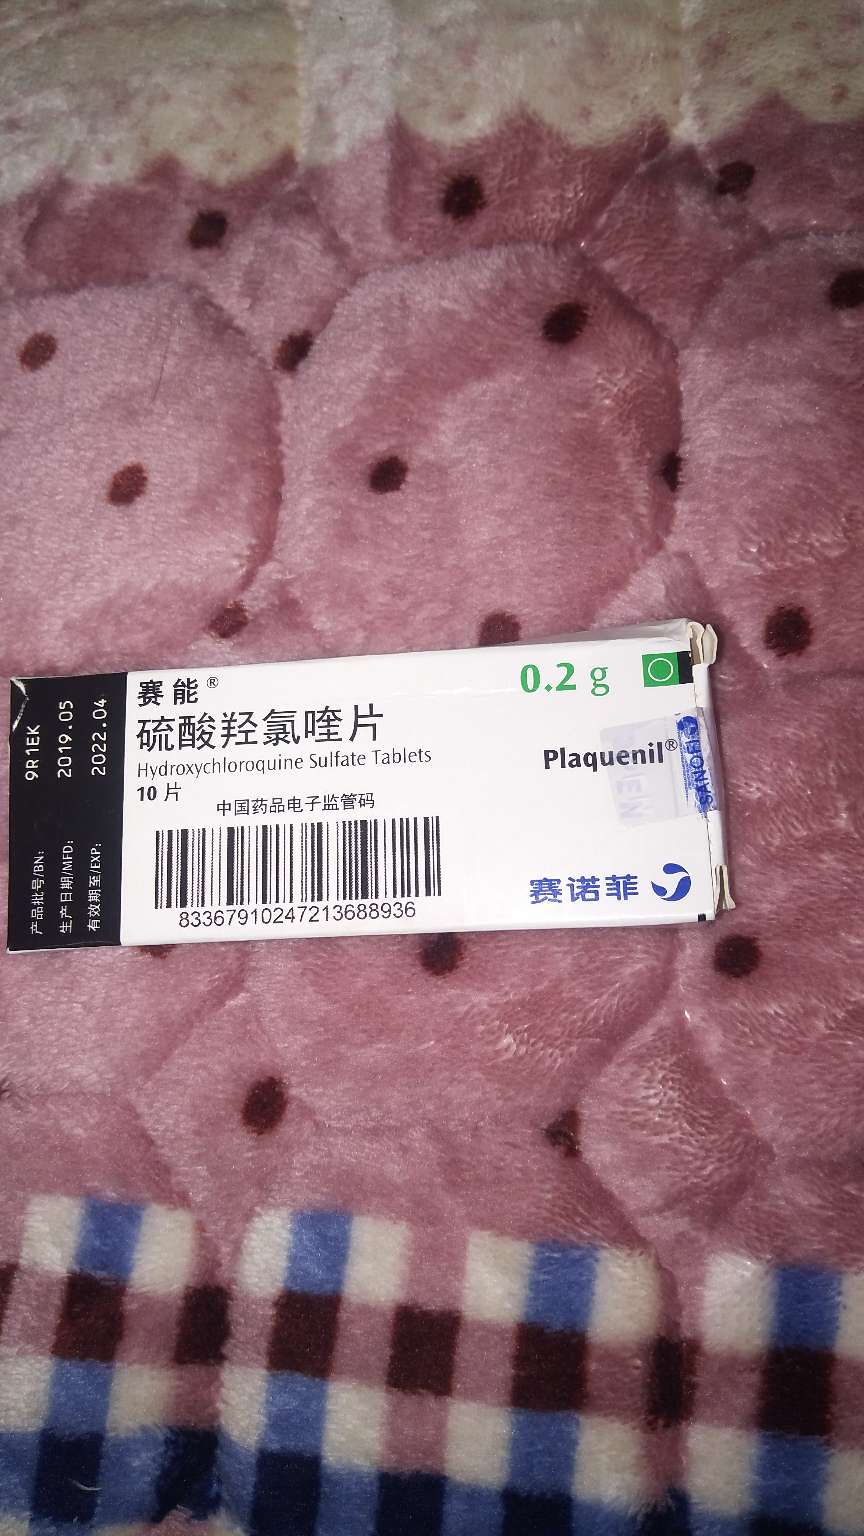 赛能®
硫酸羟氯喹片
Hydroxychloroquine Sulfate Tablets
10 片
中国药品电子监管码
83367910247213688936
0.2 g
Plaquenil®
赛诺菲
SANOFI
产品批号/BN: 9R1EK
生产日期/MFD: 2019.05
有效期至/EXP: 2022.04